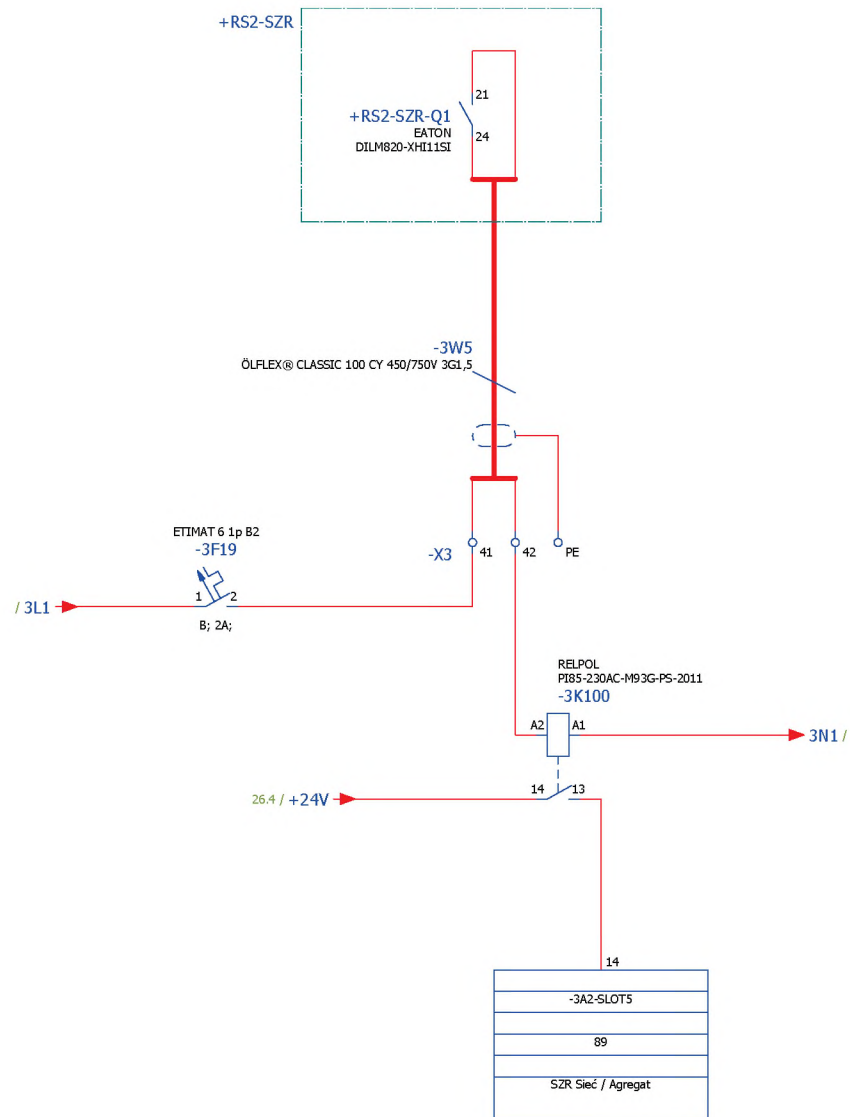 +RS2-SZR
21
+RS2-SZR-Q1
EATON
24
DILM820-XHI11SI
-3W5
ÖLFLEX® CLASSIC 100 CY 450/750V 3G1,5
ETIMAT 6 1p B2
-3F19
-X3
41
42
PE
1
2
/ 3L1
B; 2A;
RELPOL
PI85-230AC-M93G-PS-2011
-3K100
A2
A1
3N1 /
14
13
26.4 / +24V
14
-3A2-SLOT5
89
SZR Sieć / Agregat